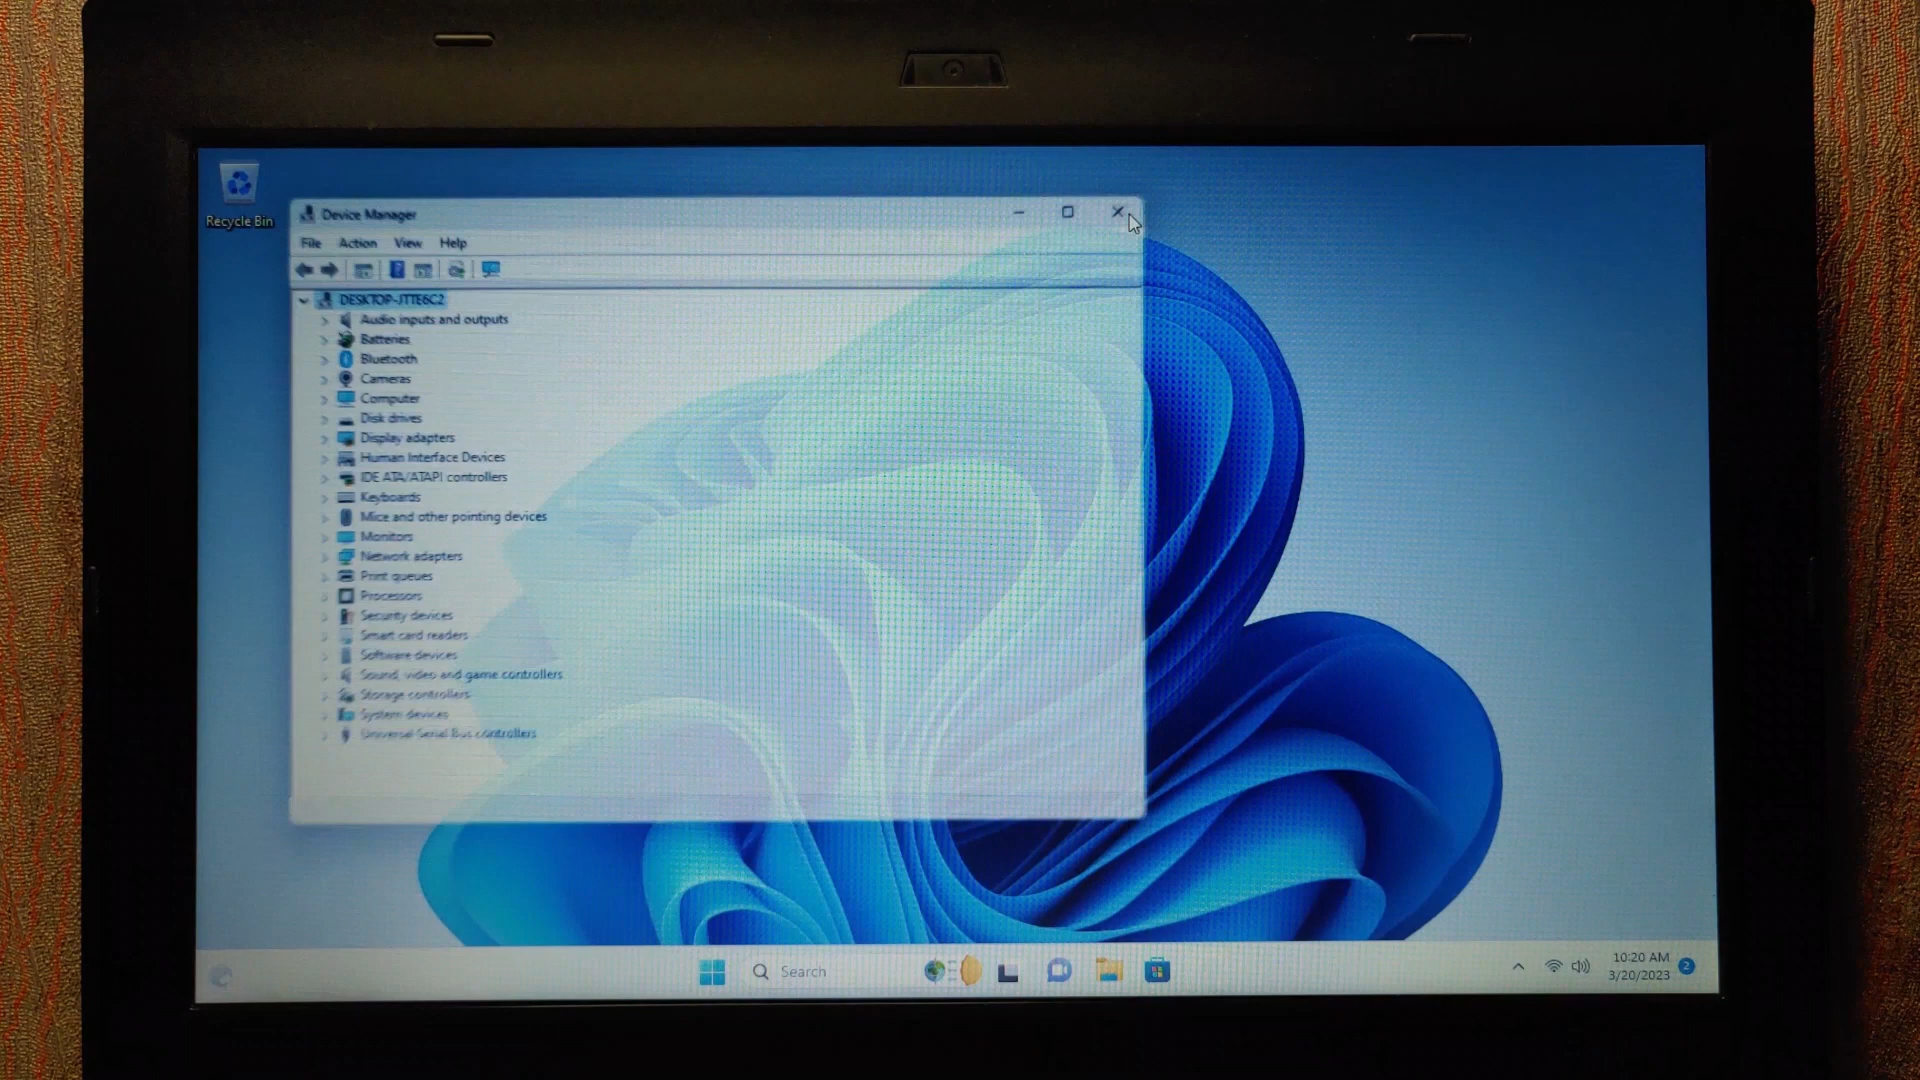 Recycle Bin
Device Manager
File Action View Help
DESKTOP-JTTE6C2
Audio inputs and outputs
Batteries
Bluetooth
Cameras
Computer
Disk drives
Display adapters
Human Interface Devices
IDE ATA/ATAPI controllers
Keyboards
Mice and other pointing devices
Monitors
Network adapters
Print queues
Processors
Security devices
Smart card readers
Software devices
Sound, video and game controllers
Storage controllers
System devices
Universal Serial Bus controllers
Search
10:20 AM
3/20/2023
2